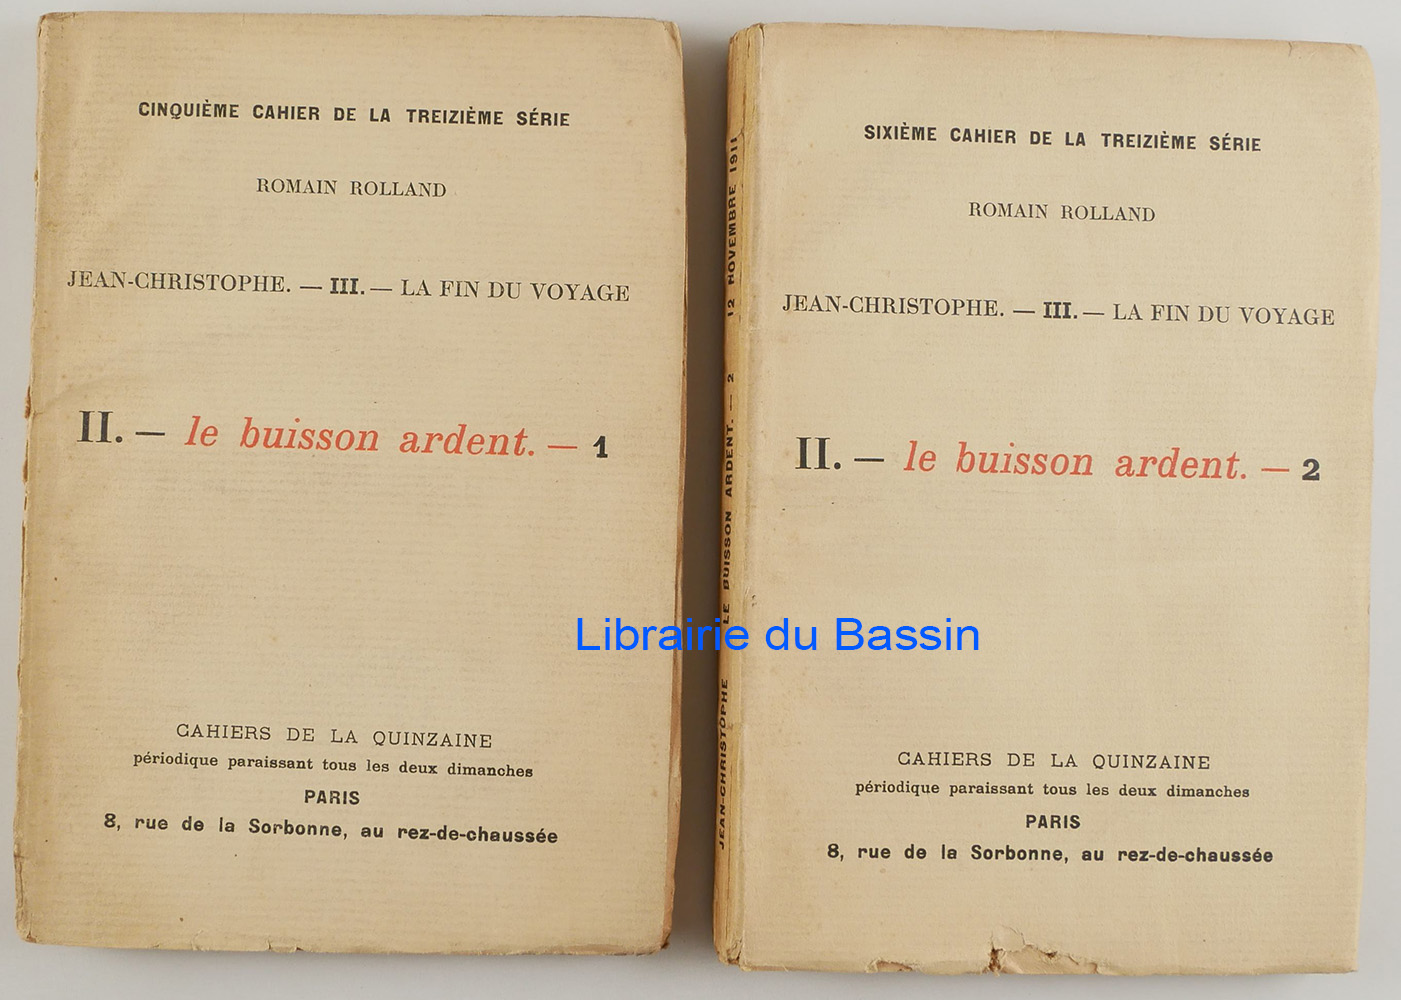 CINQUIÈME CAHIER DE LA TREIZIÈME SÉRIE
ROMAIN ROLLAND
JEAN-CHRISTOPHE. — III. — LA FIN DU VOYAGE
II. — le buisson ardent. — 1
CAHIERS DE LA QUINZAINE
périodique paraissant tous les deux dimanches
PARIS
8, rue de la Sorbonne, au rez-de-chaussée
JEAN-CHRISTOPHE LE BUISSON ARDENT. — 2 12 NOVEMBRE 1911
SIXIÈME CAHIER DE LA TREIZIÈME SÉRIE
ROMAIN ROLLAND
JEAN-CHRISTOPHE. — III. — LA FIN DU VOYAGE
II. — le buisson ardent. — 2
CAHIERS DE LA QUINZAINE
périodique paraissant tous les deux dimanches
PARIS
8, rue de la Sorbonne, au rez-de-chaussée
Librairie du Bassin